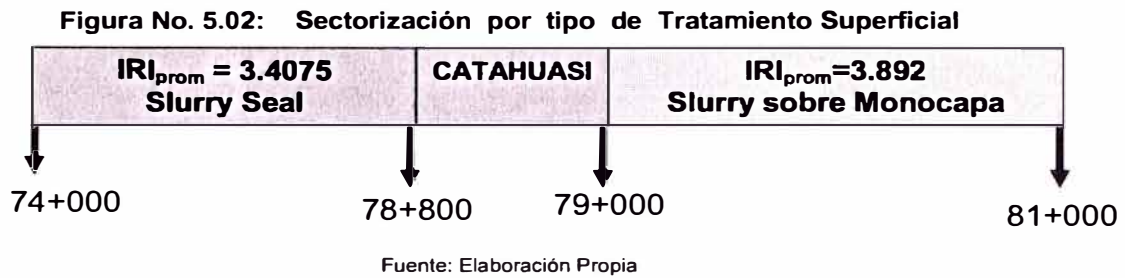 Figura No. 5.02: Sectorización por tipo de Tratamiento Superficial
IRIprom = 3.4075
Slurry Seal
CATAHUASI
IRIprom=3.892
Slurry sobre Monocapa
74+000
78+800
79+000
81+000
Fuente: Elaboración Propia